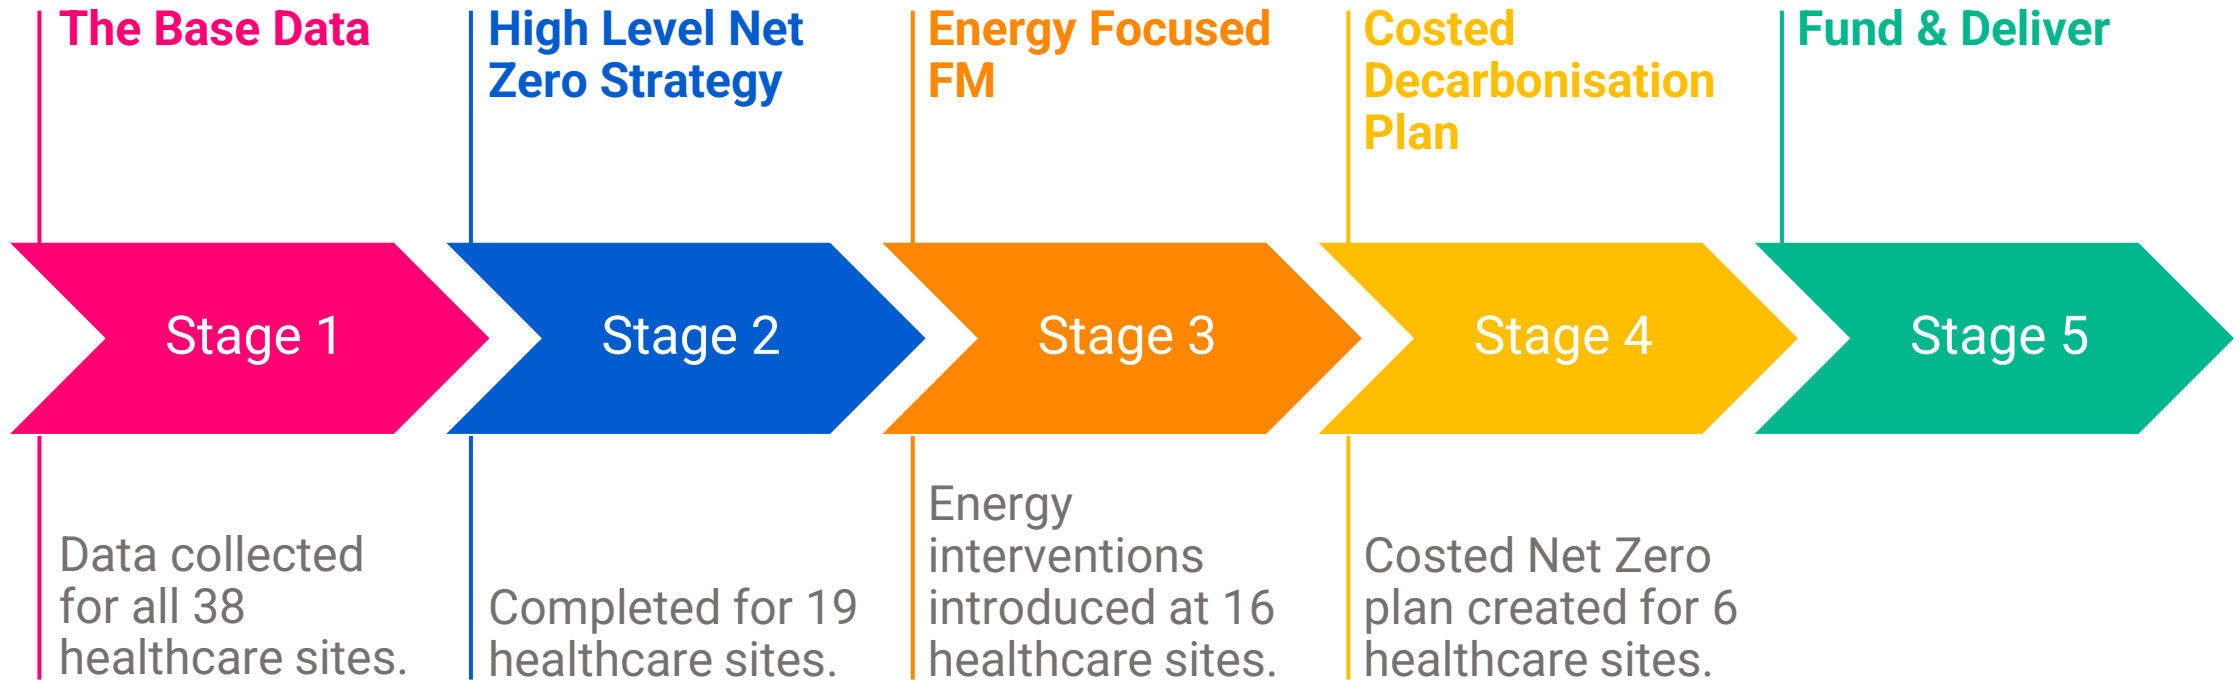 The Base Data
High Level Net
Zero Strategy
Energy Focused
FM
Costed
Decarbonisation
Plan
Fund & Deliver
Stage 1
Stage 2
Stage 3
Stage 4
Stage 5
Data collected
for all 38
healthcare sites.
Completed for 19
healthcare sites.
Energy
interventions
introduced at 16
healthcare sites.
Costed Net Zero
plan created for 6
healthcare sites.